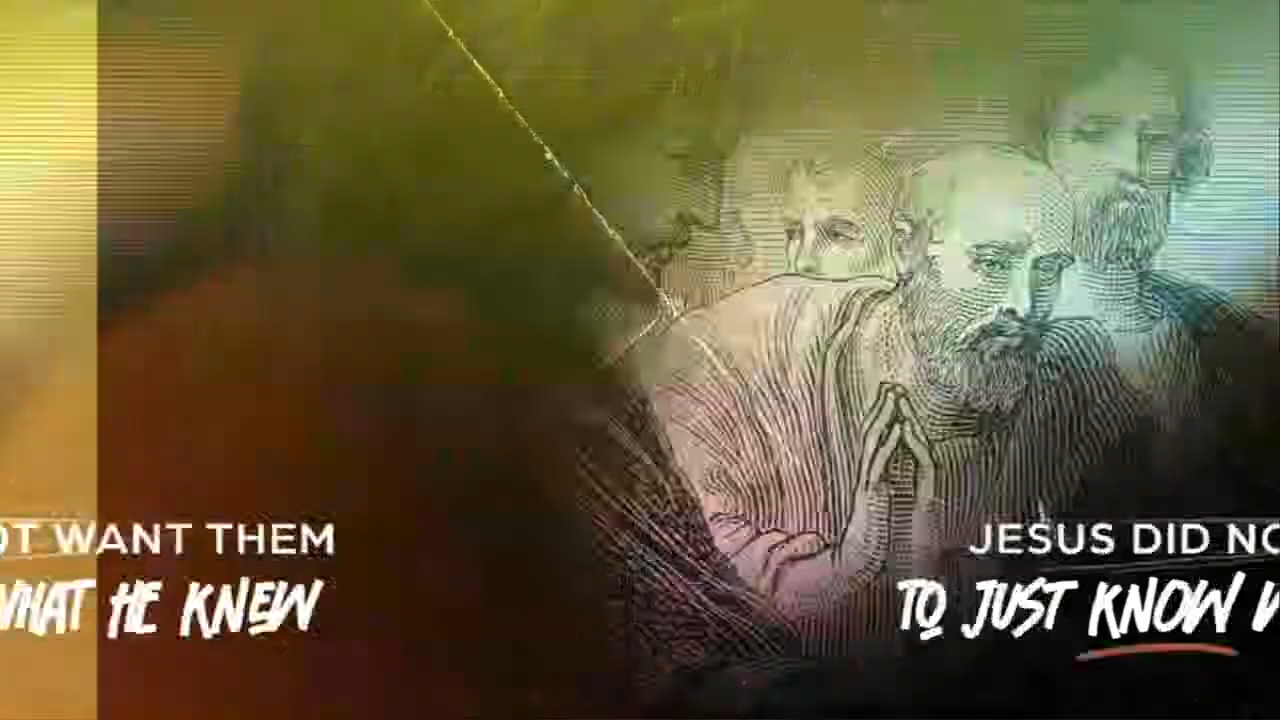 OT WANT THEM
WHAT HE KNEW
JESUS DID NO
TO JUST KNOW W